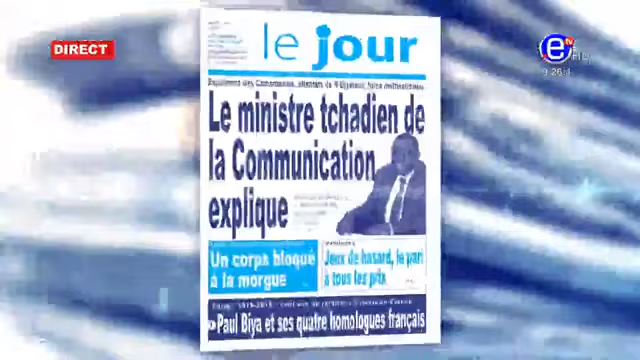 DIRECT
le jour
Le ministre tchadien de
la Communication
explique
Un corps bloqué
à la morgue
Jeux de hasard, le pari
à tous les prix
Paul Biya et ses quatre homologues français
e tv